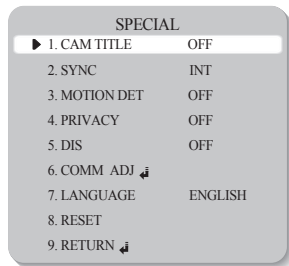 SPECIAL
1. CAM TITLE OFF
2. SYNC INT
3. MOTION DET OFF
4. PRIVACY OFF
5. DIS OFF
6. COMM ADJ
7. LANGUAGE ENGLISH
8. RESET
9. RETURN